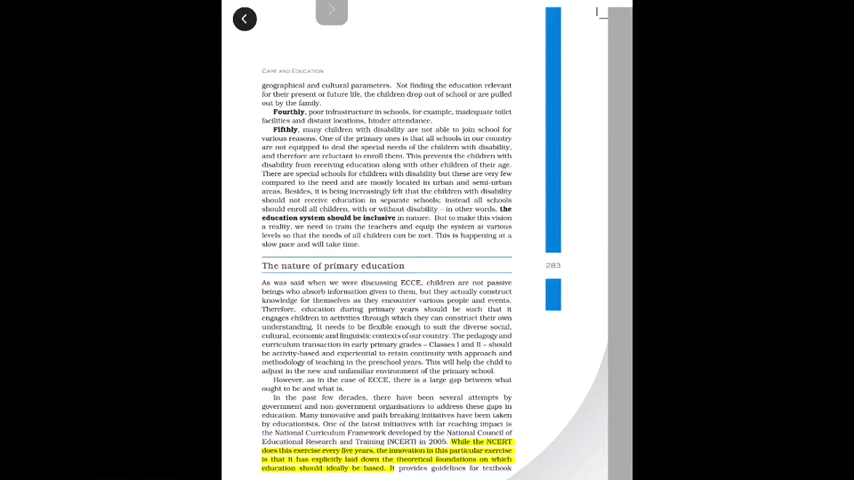 CARE AND EDUCATION
geographical and cultural parameters. Not finding the education relevant
for their present or future life, the children drop out of school or are pulled
out by the family.
Fourthly, poor infrastructure in schools, for example, inadequate toilet
facilities and distant locations, hinder attendance.
Fifthly, many children with disability are not able to join school for
various reasons. One of the primary ones is that all schools in our country
are not equipped to deal the special needs of the children with disability,
and therefore are reluctant to enroll them. This prevents the children with
disability from receiving education along with other children of their age.
There are special schools for children with disability but these are very few
compared to the need and are mostly located in urban and semi-urban
areas. Besides, it is being increasingly felt that the children with disability
should not receive education in separate schools; instead all schools
should enroll all children, with or without disability – in other words, the
education system should be inclusive in nature. But to make this vision
a reality, we need to train the teachers and equip the system at various
levels so that the needs of all children can be met. This is happening at a
slow pace and will take time.
The nature of primary education
283
As was said when we were discussing ECCE, children are not passive
beings who absorb information given to them, but they actually construct
knowledge for themselves as they encounter various people and events.
Therefore, education during primary years should be such that it
engages children in activities through which they can construct their own
understanding. It needs to be flexible enough to suit the diverse social,
cultural, economic and linguistic contexts of our country. The pedagogy and
curriculum transaction in early primary grades – Classes I and II – should
be activity-based and experiential to retain continuity with approach and
methodology of teaching in the preschool years. This will help the child to
adjust in the new and unfamiliar environment of the primary school.
However, as in the case of ECCE, there is a large gap between what
ought to be and what is.
In the past few decades, there have been several attempts by
government and non-government organisations to address these gaps in
education. Many innovative and path breaking initiatives have been taken
by educationists. One of the latest initiatives with far reaching impact is
the National Curriculum Framework developed by the National Council of
Educational Research and Training (NCERT) in 2005. While the NCERT
does this exercise every five years, the innovation in this particular exercise
is that it has explicitly laid down the theoretical foundations on which
education should ideally be based. It provides guidelines for textbook